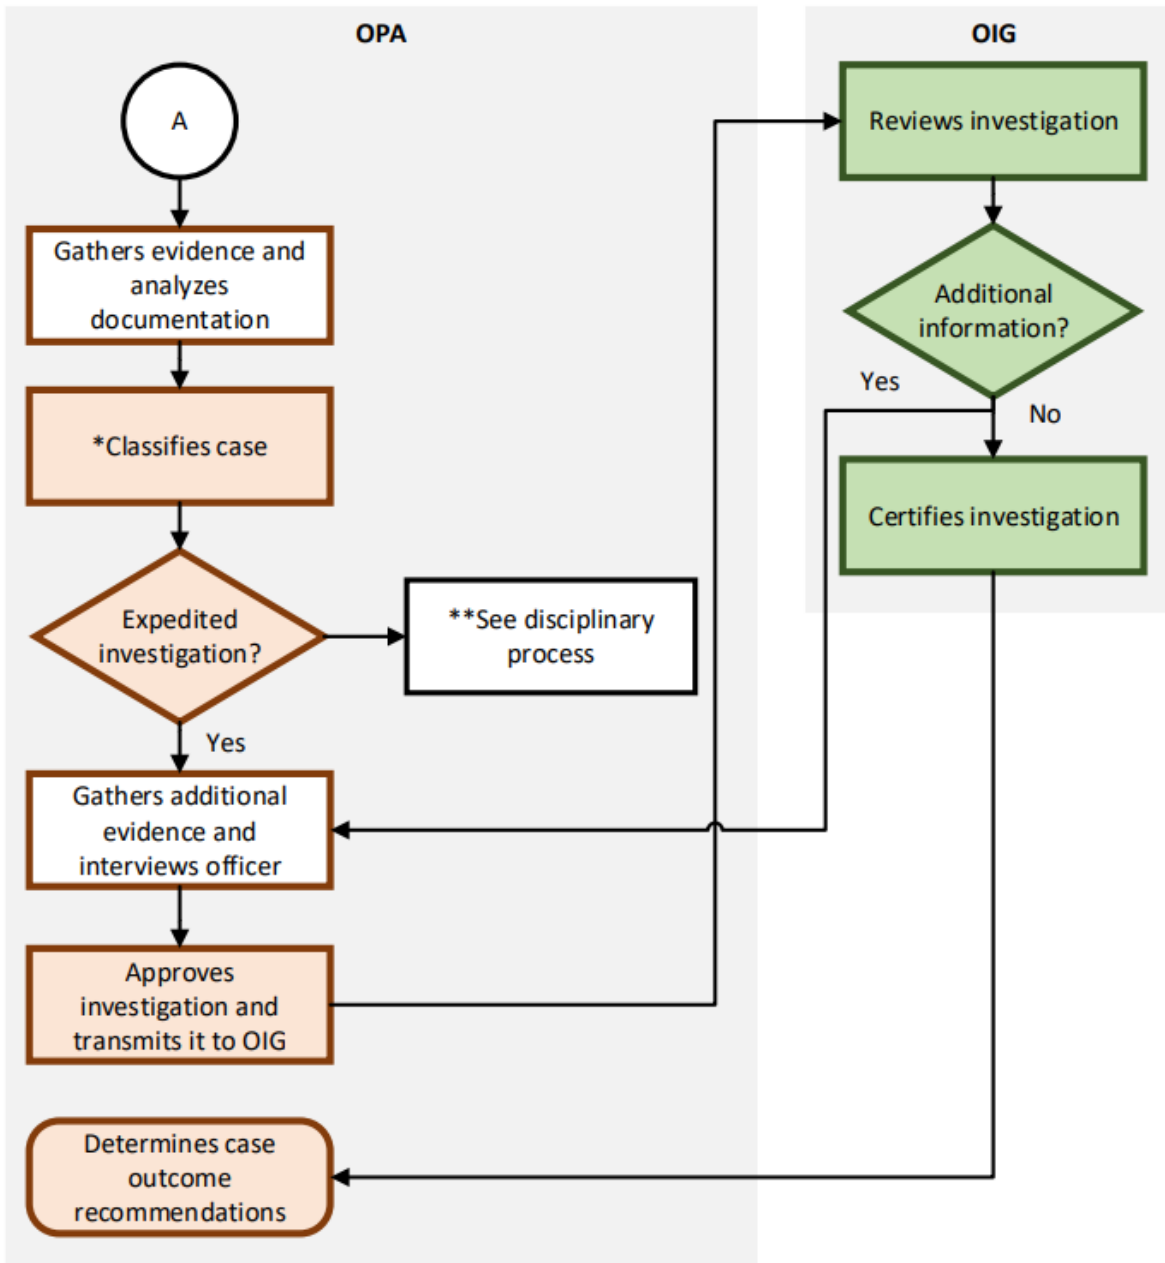 OPA
A
Gathers evidence and
analyzes
documentation
*Classifies case
Expedited
investigation?
**See disciplinary
process
Yes
Gathers additional
evidence and
interviews officer
Approves
investigation and
transmits it to OIG
Determines case
outcome
recommendations
OIG
Reviews investigation
Additional
information?
Yes
No
Certifies investigation